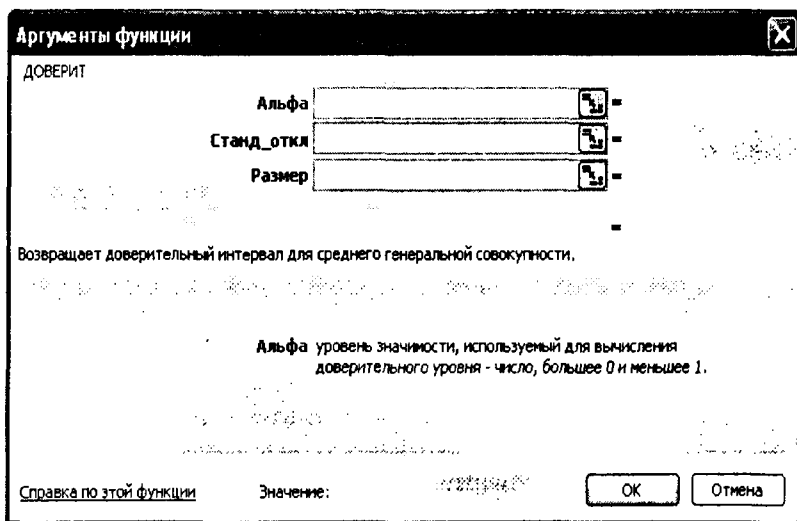 Аргументы функции
ДОВЕРИТ
Альфа =
Станд_откл =
Размер =
=
Возвращает доверительный интервал для среднего генеральной совокупности.
Альфа уровень значимости, используемый для вычисления
доверительного уровня - число, большее 0 и меньшее 1.
Справка по этой функции Значение: ОК Отмена